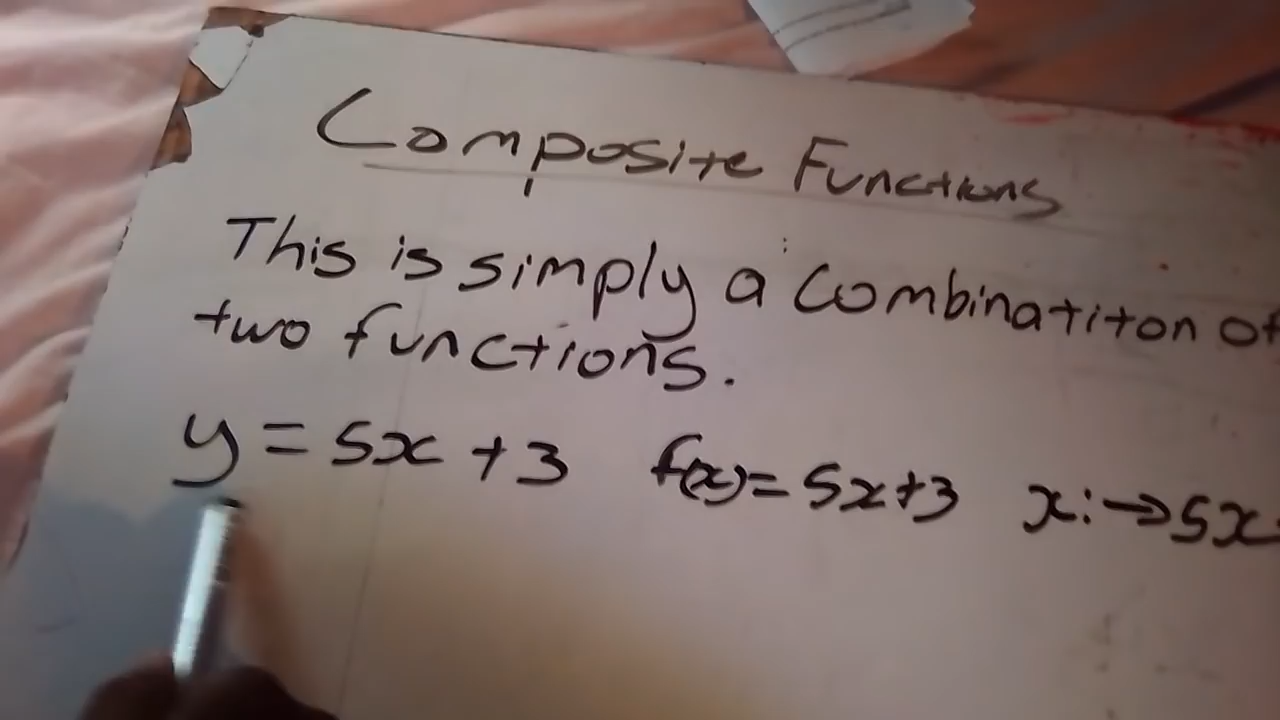 Composite Functions
This is simply a Combinatiton of
two functions.
y = 5x + 3 f(x) = 5x+3 x: → 5x